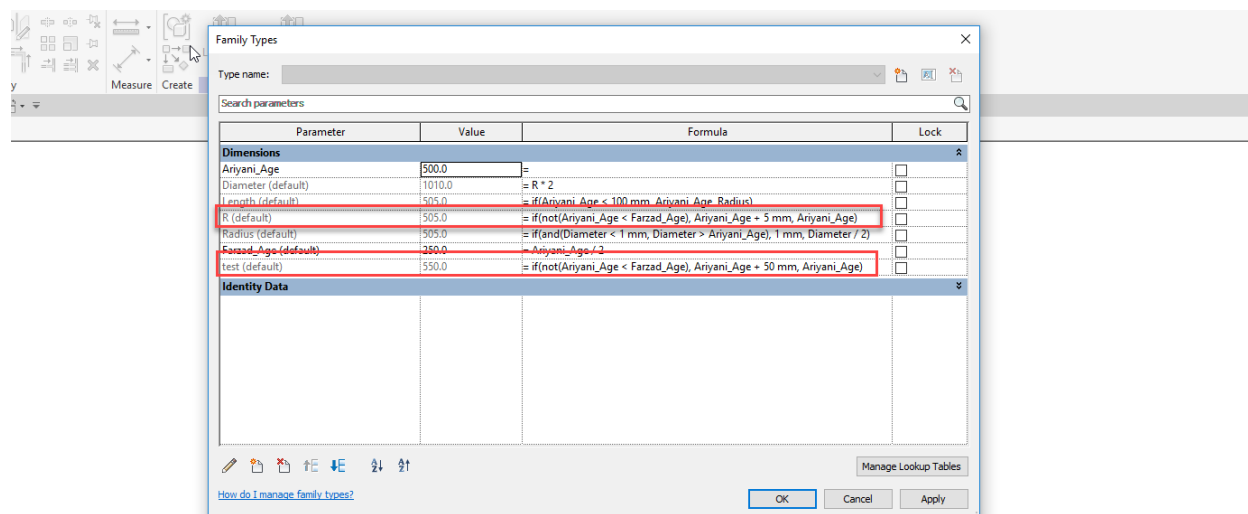 Family Types
Type name:
Search parameters
y Measure Create
Parameter Value Formula Lock
Dimensions
Ariyani_Age 500.0 =
Diameter (default) 1010.0 = R * 2
Length (default) 505.0 = if(Ariyani_Age < 100 mm, Ariyani_Age, Radius)
R (default) 505.0 = if(not(Ariyani_Age < Farzad_Age), Ariyani_Age + 5 mm, Ariyani_Age)
Radius (default) 505.0 = if(and(Diameter < 1 mm, Diameter > Ariyani_Age), 1 mm, Diameter / 2)
Farzad_Age (default) 250.0 = Ariyani_Age / 2
test (default) 550.0 = if(not(Ariyani_Age < Farzad_Age), Ariyani_Age + 50 mm, Ariyani_Age)
Identity Data
Manage Lookup Tables
How do I manage family types?
OK Cancel Apply